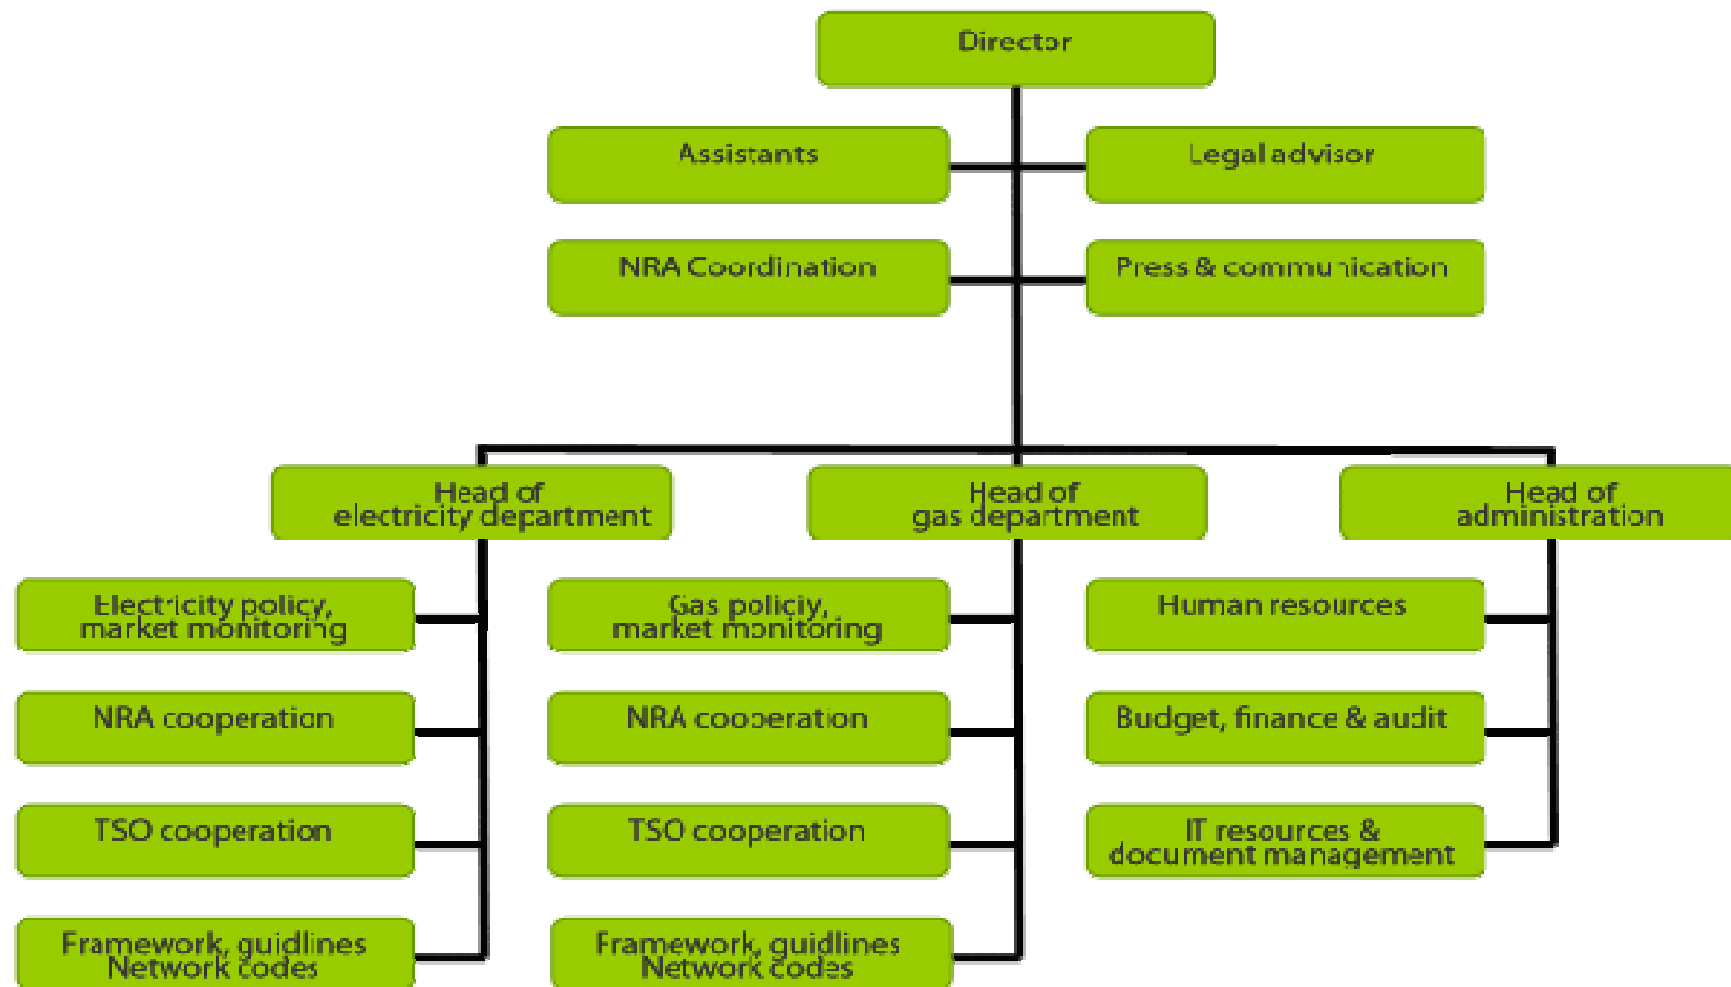 Director
Assistants
Legal advisor
NRA Coordination
Press & communication
Head of
electricity department
Head of
gas department
Head of
administration
Electricity policy,
market monitoring
Gas policiy,
market monitoring
Human resources
NRA cooperation
NRA cooperation
Budget, finance & audit
TSO cooperation
TSO cooperation
IT resources &
document management
Framework, guidlines
Network codes
Framework, guidlines
Network codes